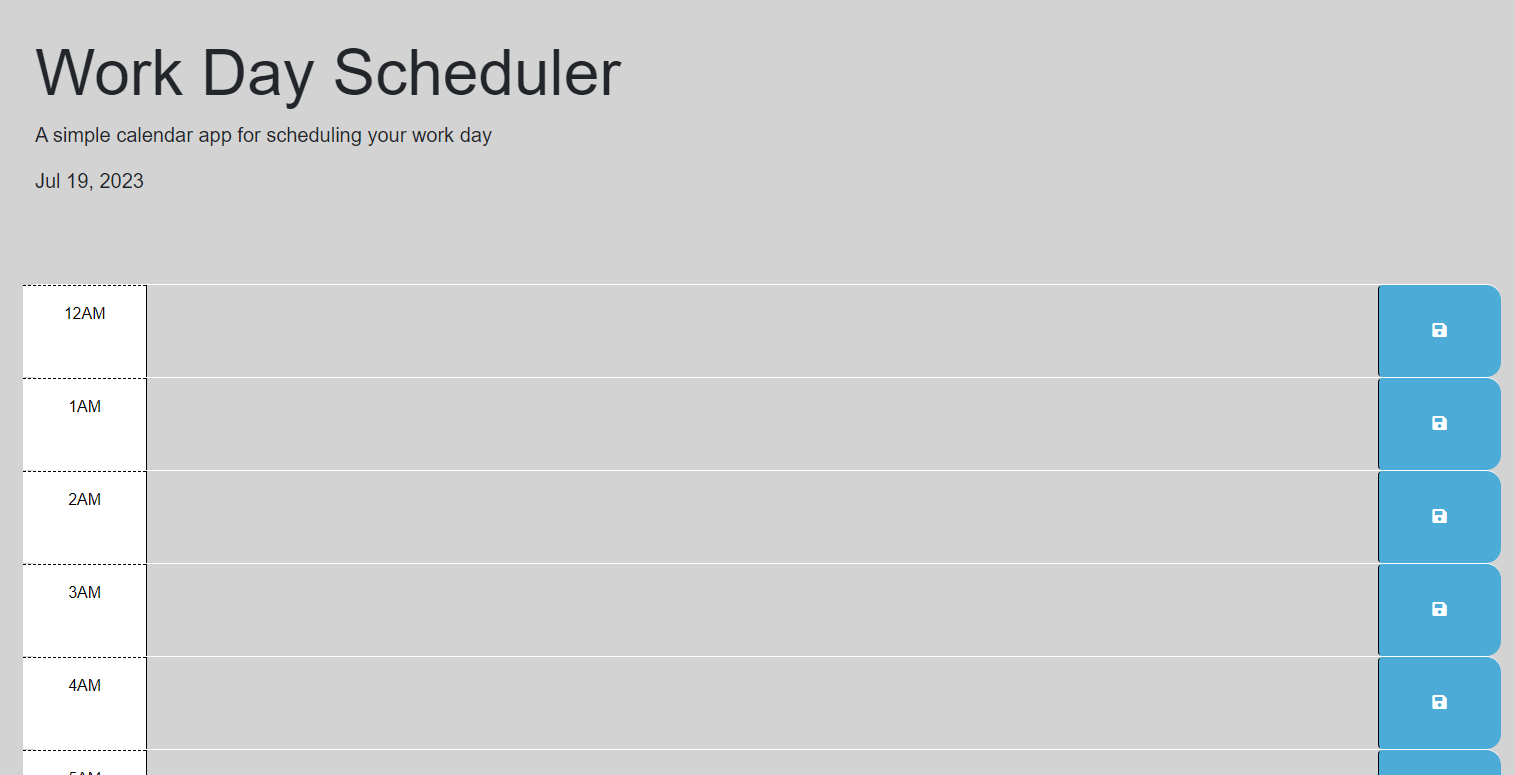 Work Day Scheduler
A simple calendar app for scheduling your work day
Jul 19, 2023
12AM
1AM
2AM
3AM
4AM
5AM